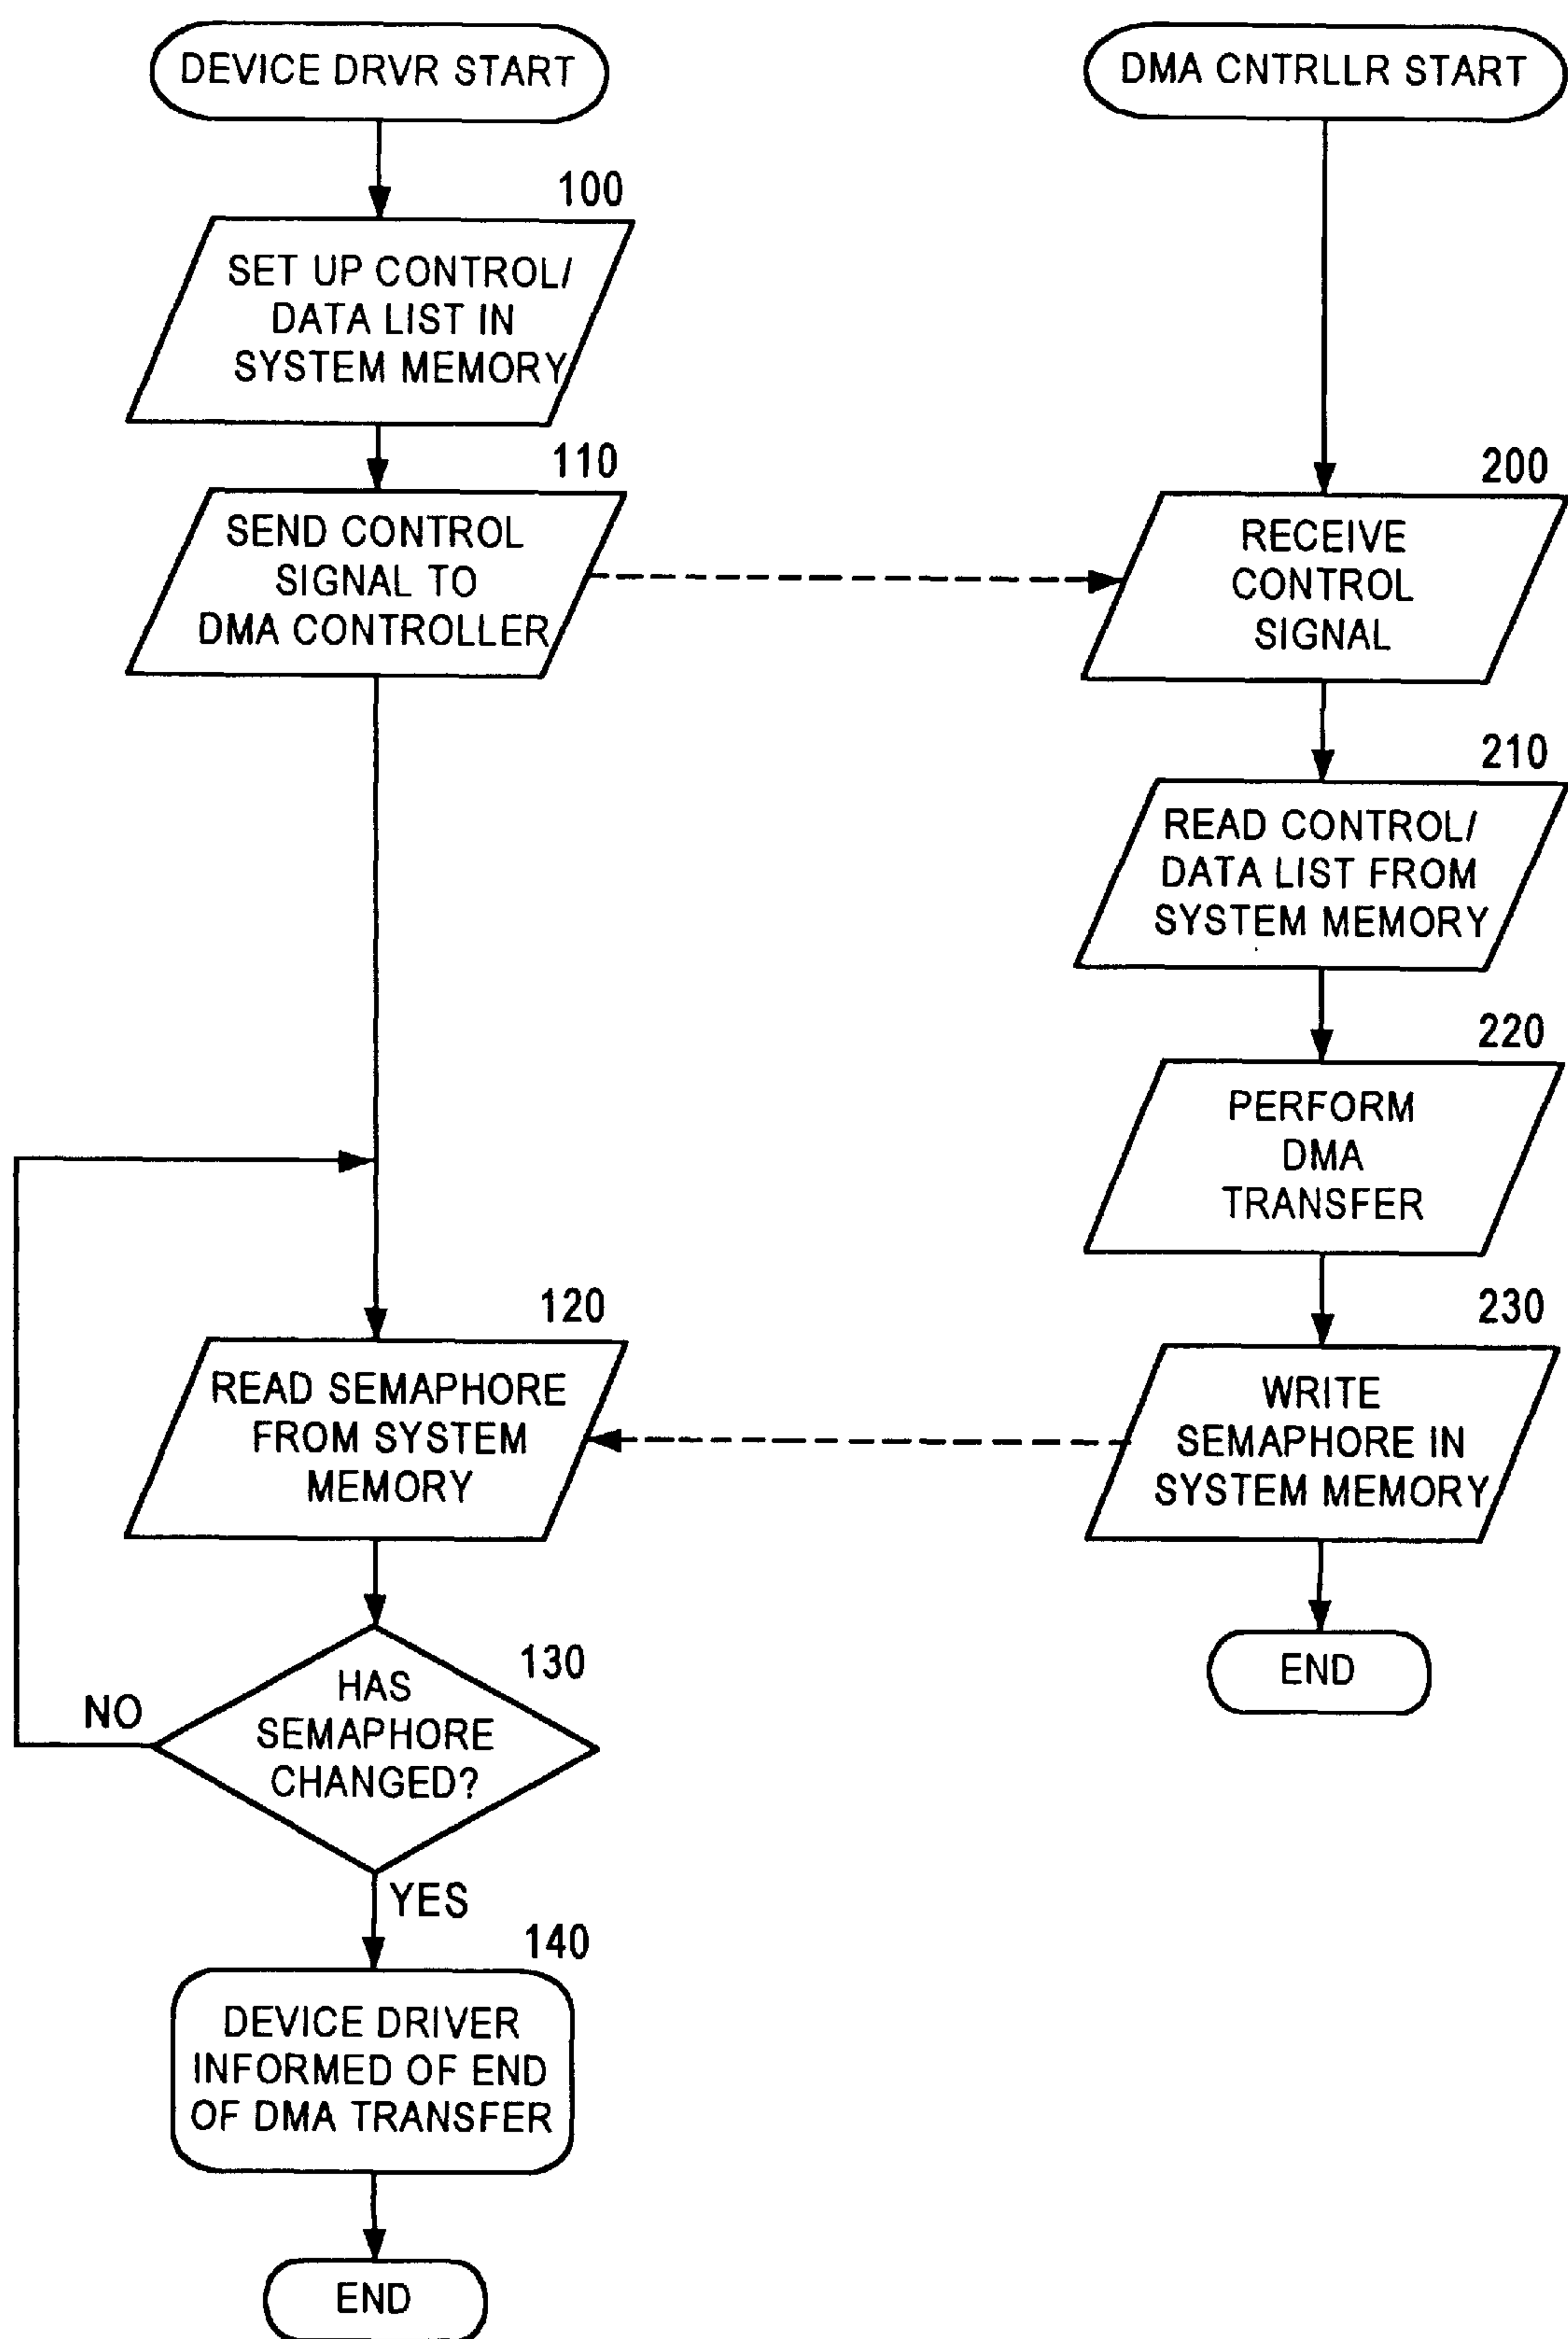 DEVICE DRVR START
100
SET UP CONTROL/
DATA LIST IN
SYSTEM MEMORY
110
SEND CONTROL
SIGNAL TO
DMA CONTROLLER
120
READ SEMAPHORE
FROM SYSTEM
MEMORY
130
HAS
SEMAPHORE
CHANGED?
NO
YES
140
DEVICE DRIVER
INFORMED OF END
OF DMA TRANSFER
END
DMA CNTRLLR START
200
RECEIVE
CONTROL
SIGNAL
210
READ CONTROL/
DATA LIST FROM
SYSTEM MEMORY
220
PERFORM
DMA
TRANSFER
230
WRITE
SEMAPHORE IN
SYSTEM MEMORY
END